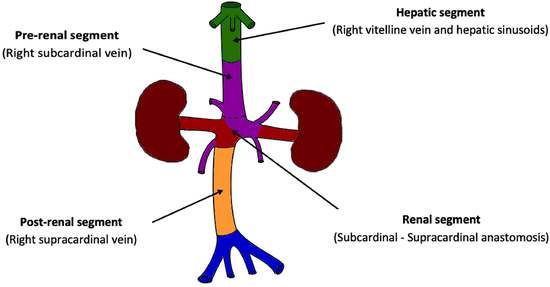 Hepatic segment
(Right vitelline vein and hepatic sinusoids)
Pre-renal segment
(Right subcardinal vein)
Post-renal segment
(Right supracardinal vein)
Renal segment
(Subcardinal - Supracardinal anastomosis)